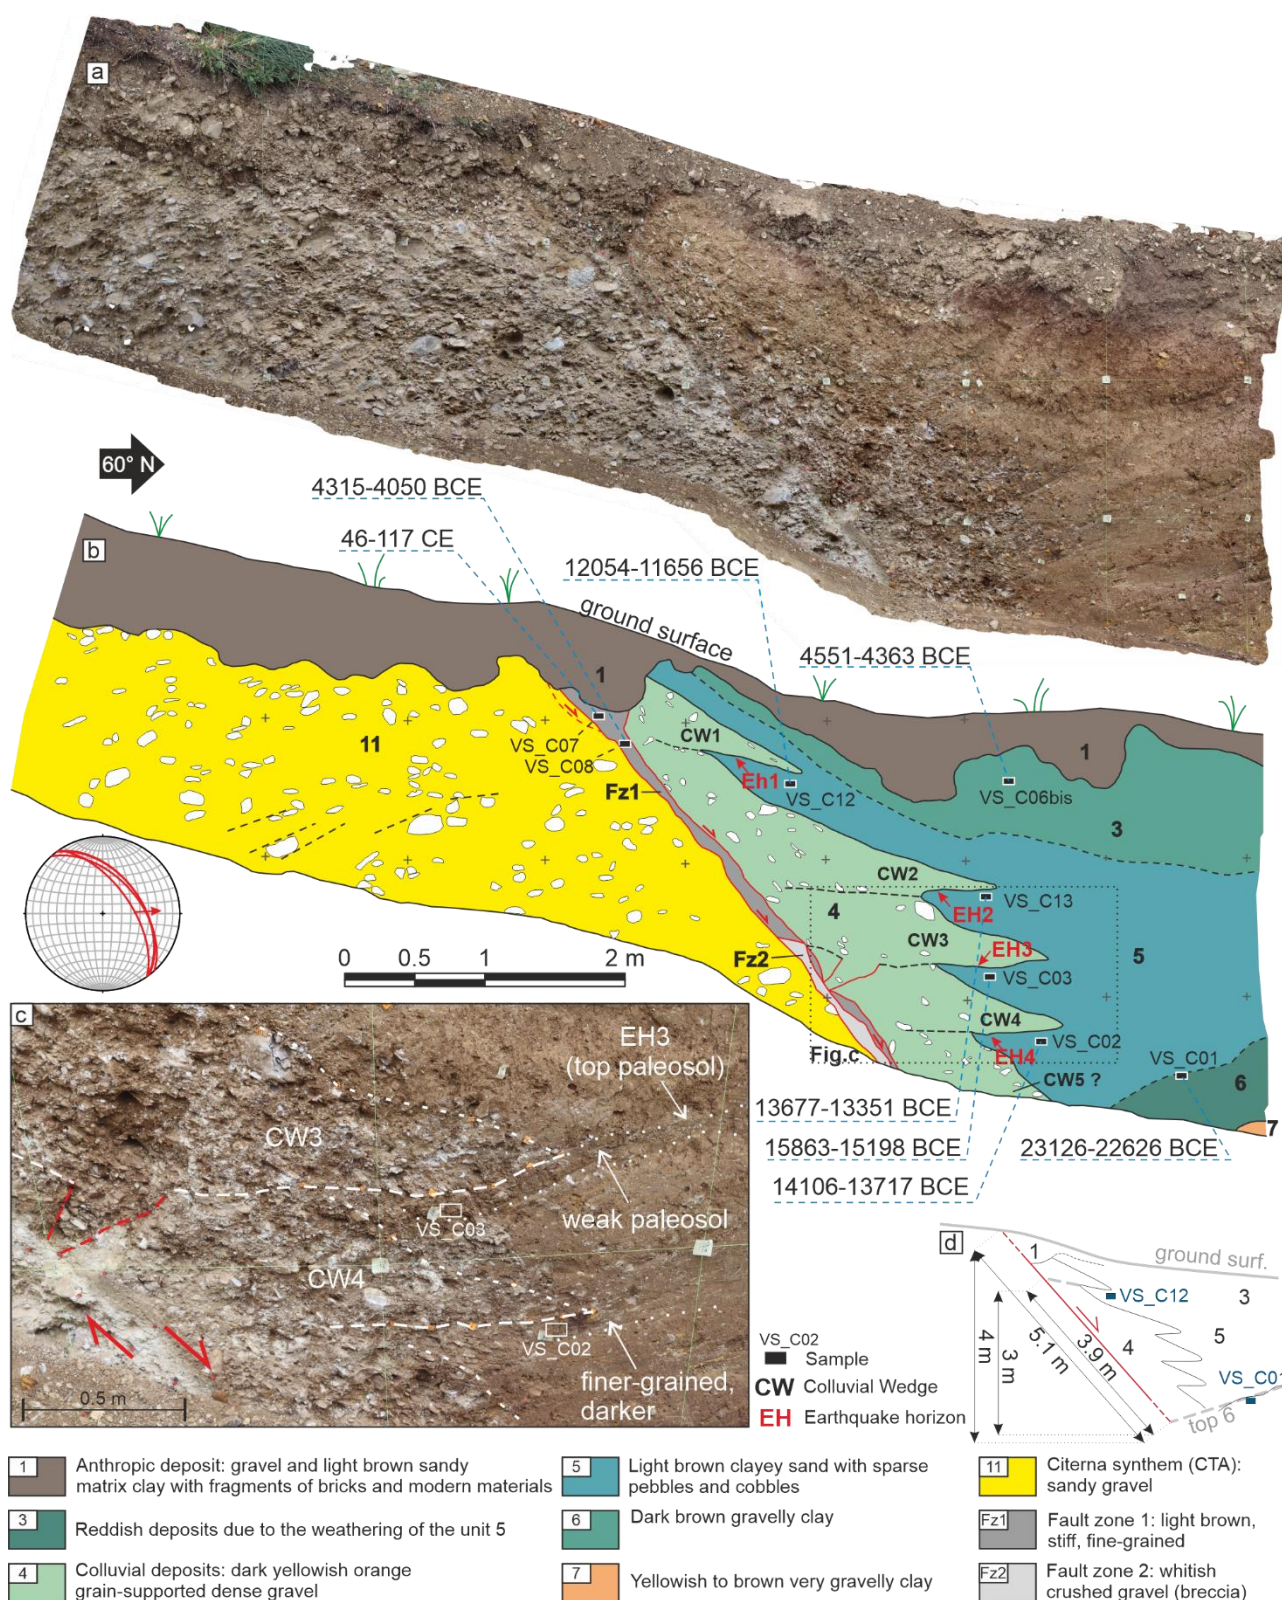 a
60° N
4315-4050 BCE
46-117 CE
12054-11656 BCE
4551-4363 BCE
b
ground surface
1
VS_C07
VS_C08
11
CW1
Eh1
VS_C12
VS_C06bis
1
3
Fz1
CW2
4
EH2
VS_C13
CW3
EH3
5
Fz2
VS_C03
CW4
0 0.5 1 2 m
EH4
VS_C02
Fig.c
CW5 ?
VS_C01
6
7
13677-13351 BCE
15863-15198 BCE
23126-22626 BCE
14106-13717 BCE
c
EH3
(top paleosol)
CW3
weak paleosol
VS_C03
CW4
VS_C02
finer-grained,
darker
0.5 m
d
1
ground surf.
VS_C12
3
4
5
4 m
3 m
5.1 m
3.9 m
VS_C01
top 6
VS_C02
Sample
CW Colluvial Wedge
EH Earthquake horizon
1 Anthropic deposit: gravel and light brown sandy
matrix clay with fragments of bricks and modern materials
3 Reddish deposits due to the weathering of the unit 5
4 Colluvial deposits: dark yellowish orange
grain-supported dense gravel
5 Light brown clayey sand with sparse
pebbles and cobbles
6 Dark brown gravelly clay
7 Yellowish to brown very gravelly clay
11 Citerna synthem (CTA):
sandy gravel
Fz1 Fault zone 1: light brown,
stiff, fine-grained
Fz2 Fault zone 2: whitish
crushed gravel (breccia)